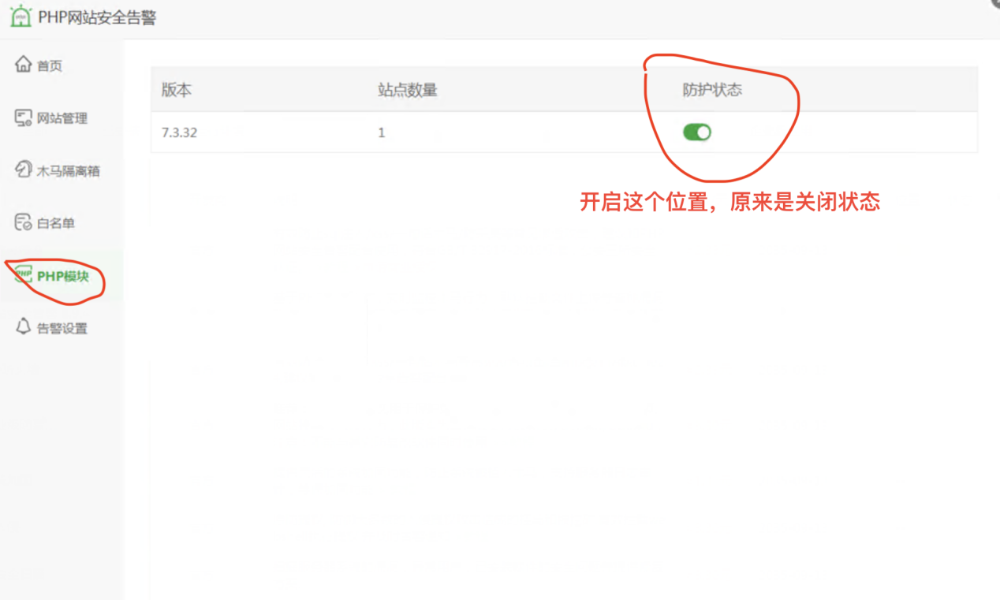 PHP网站安全告警
首页
网站管理
木马隔离箱
白名单
PHP模块
告警设置
版本 站点数量 防护状态
7.3.32 1
开启这个位置，原来是关闭状态